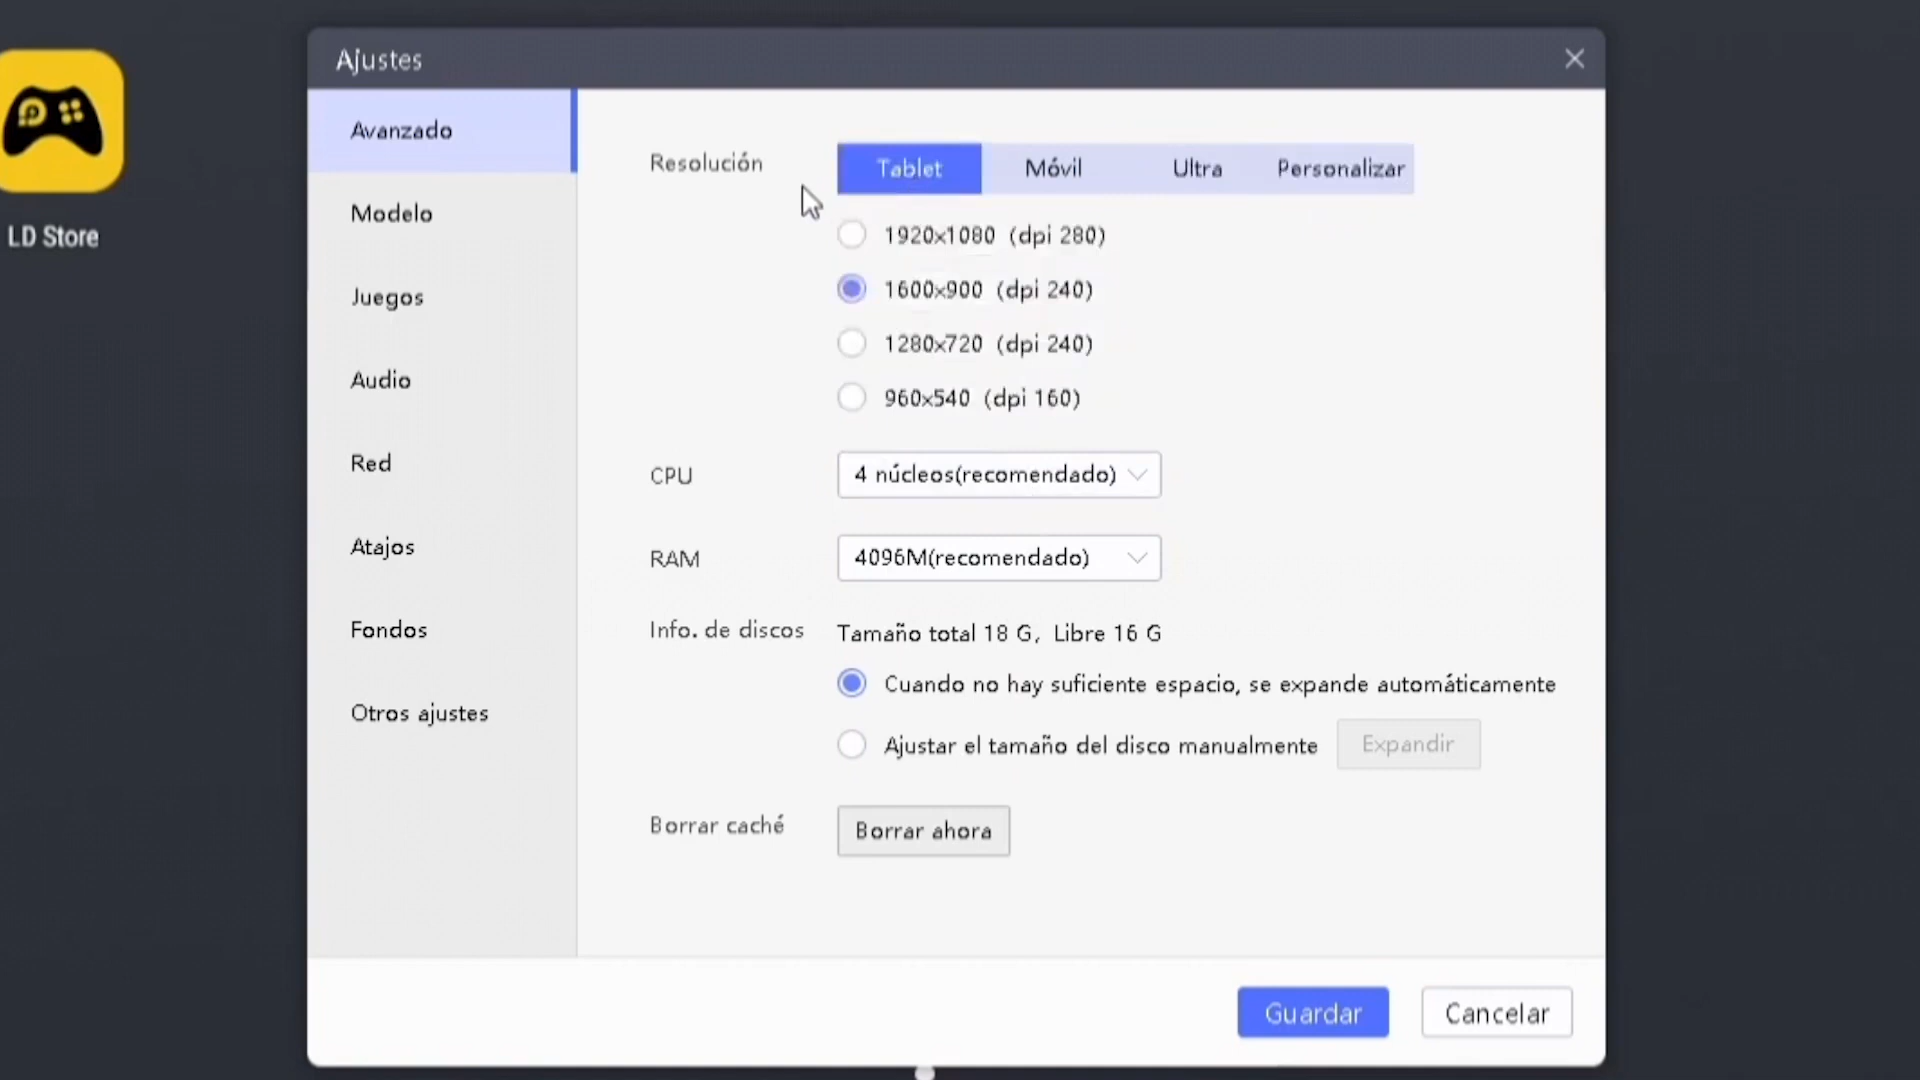 Ajustes
LD Store
Avanzado
Modelo
Juegos
Audio
Red
Atajos
Fondos
Otros ajustes
Resolución
Tablet Móvil Ultra Personalizar
1920x1080 (dpi 280)
1600x900 (dpi 240)
1280x720 (dpi 240)
960x540 (dpi 160)
CPU 4 núcleos(recomendado)
RAM 4096M(recomendado)
Info. de discos Tamaño total 18 G, Libre 16 G
Cuando no hay suficiente espacio, se expande automáticamente
Ajustar el tamaño del disco manualmente Expandir
Borrar caché Borrar ahora
Guardar Cancelar